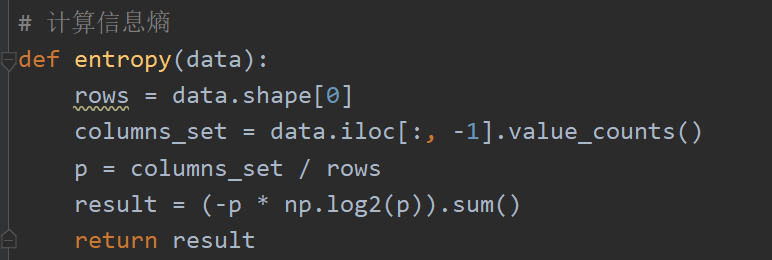 # 计算信息熵
def entropy(data):
    rows = data.shape[0]
    columns_set = data.iloc[:, -1].value_counts()
    p = columns_set / rows
    result = (-p * np.log2(p)).sum()
    return result